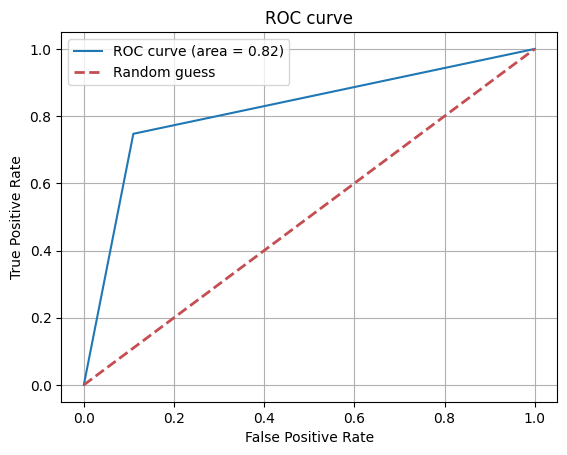 ROC curve
ROC curve (area = 0.82)
Random guess
True Positive Rate
1.0
0.8
0.6
0.4
0.2
0.0
0.0 0.2 0.4 0.6 0.8 1.0
False Positive Rate